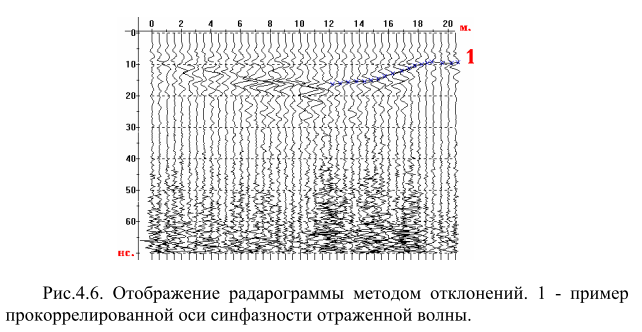 0 2 4 6 8 10 12 14 16 18 20 м.
0
10
1
20
30
40
50
60
нс.
Рис.4.6. Отображение радарограммы методом отклонений. 1 - пример
прокоррелированной оси синфазности отраженной волны.